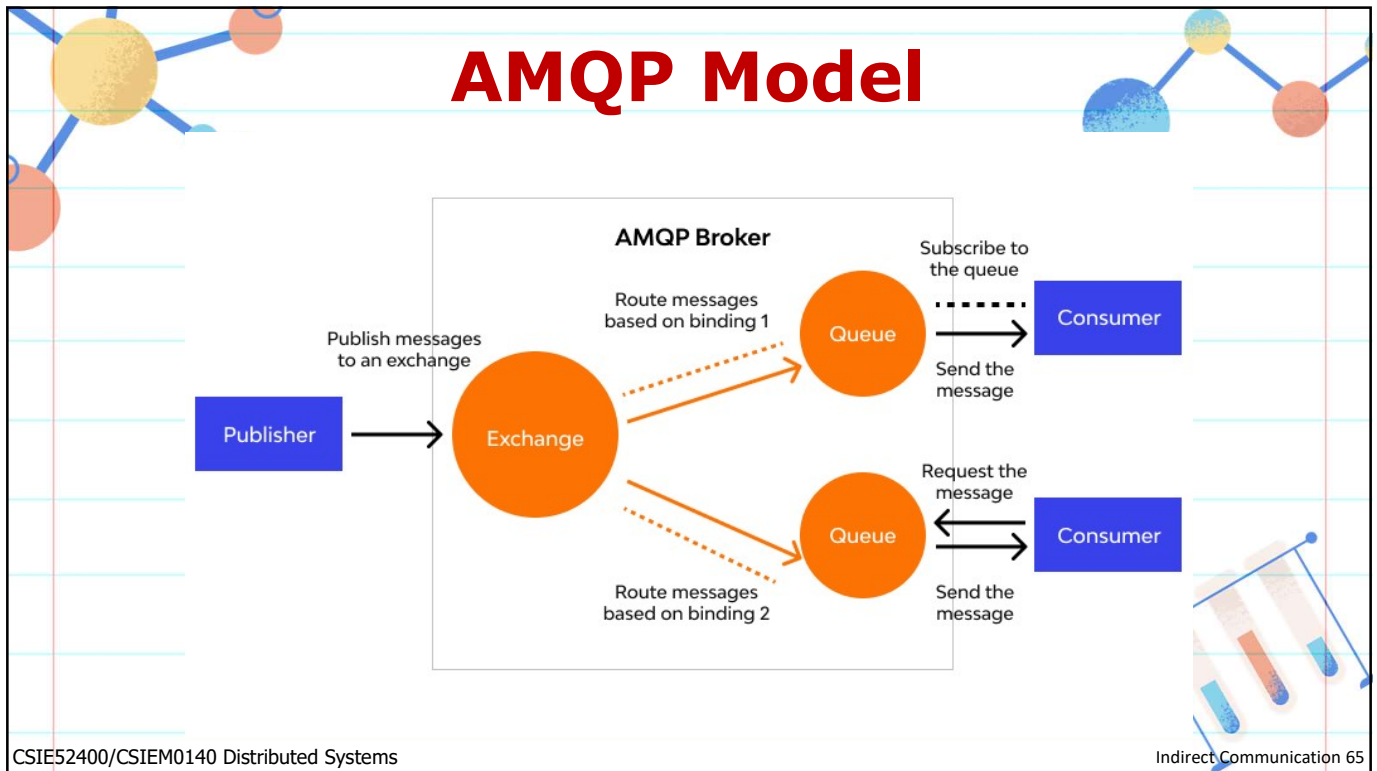 AMQP Model
AMQP Broker
Publish messages
to an exchange
Publisher
Exchange
Route messages
based on binding 1
Route messages
based on binding 2
Queue
Subscribe to
the queue
Send the
message
Consumer
Queue
Request the
message
Send the
message
Consumer
CSIE52400/CSIEM0140 Distributed Systems
Indirect Communication 65